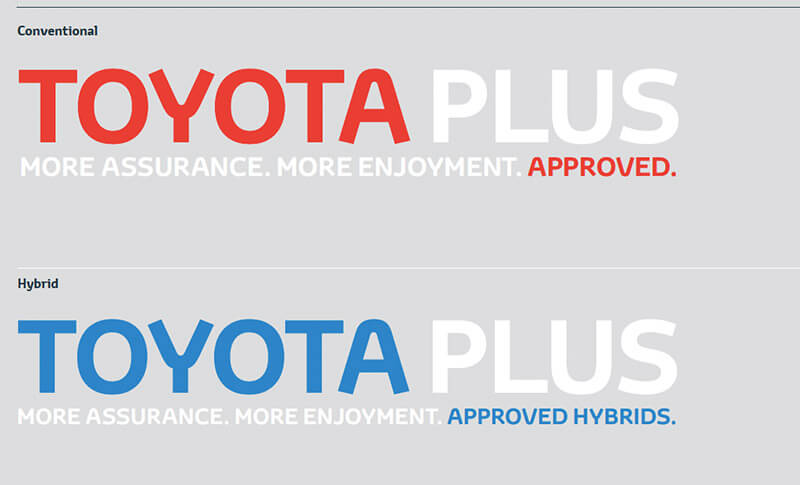 Conventional
TOYOTA PLUS
MORE ASSURANCE. MORE ENJOYMENT. APPROVED.
Hybrid
TOYOTA PLUS
MORE ASSURANCE. MORE ENJOYMENT. APPROVED HYBRIDS.